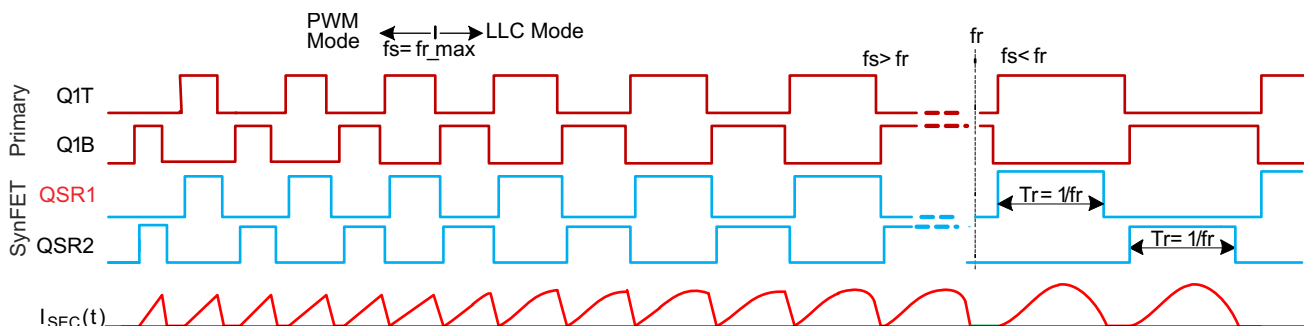 PWM Mode
LLC Mode
fs= fr_max
fr
fs> fr
fs< fr
Primary
Q1T
Q1B
SynFET
QSR1
QSR2
Tr= 1/fr
Tr= 1/fr
ISEC(t)